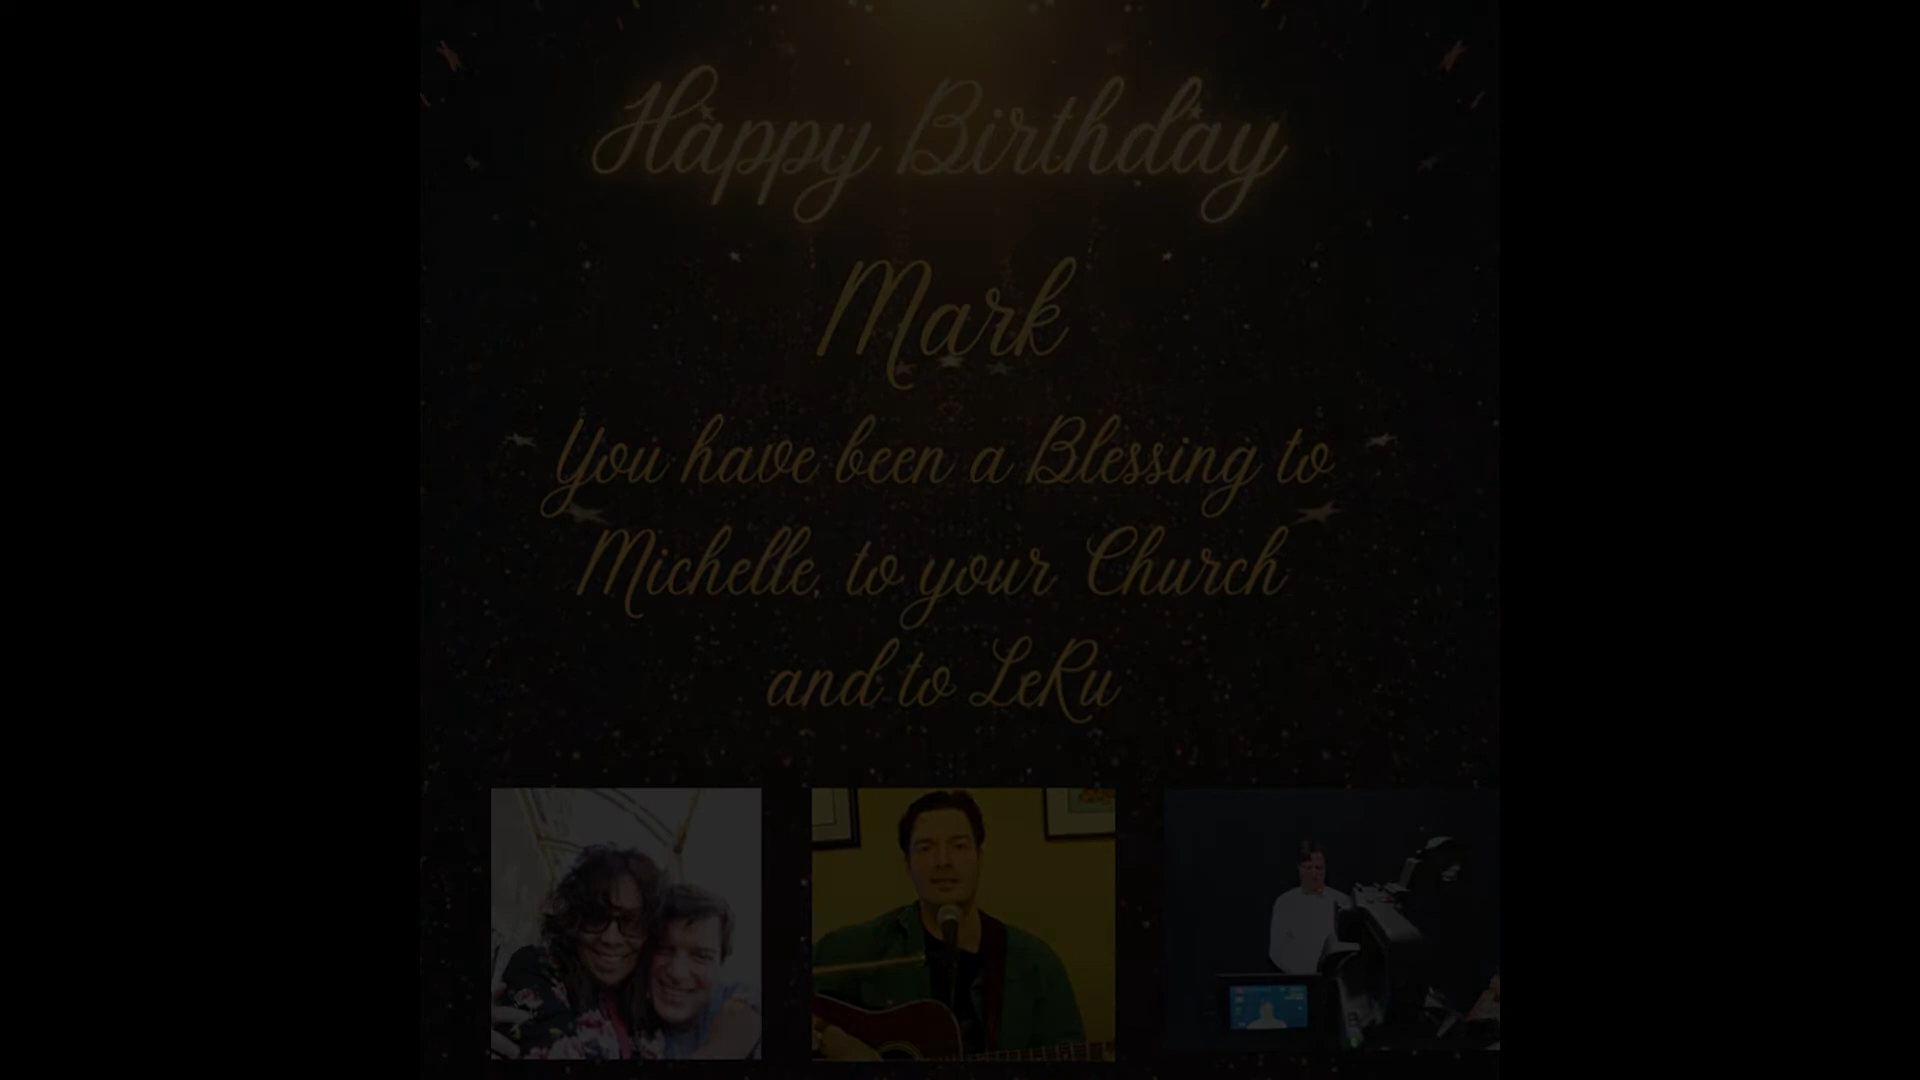 Happy Birthday
Mark
You have been a Blessing to
Michelle, to your Church
and to LeRu